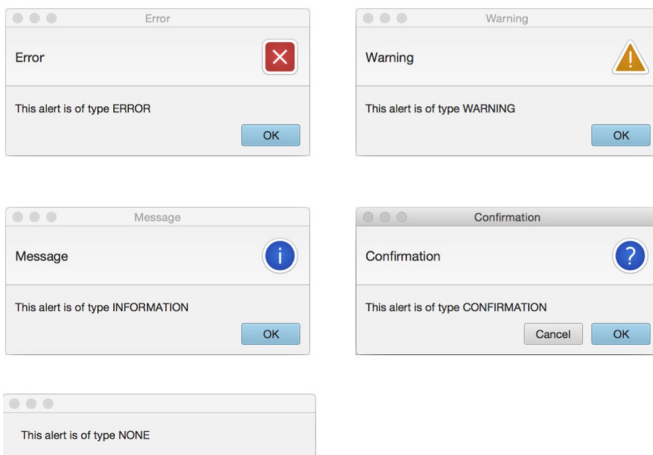 Error
Error
This alert is of type ERROR
OK
Warning
Warning
This alert is of type WARNING
OK
Message
Message
This alert is of type INFORMATION
OK
Confirmation
Confirmation
This alert is of type CONFIRMATION
Cancel OK
This alert is of type NONE